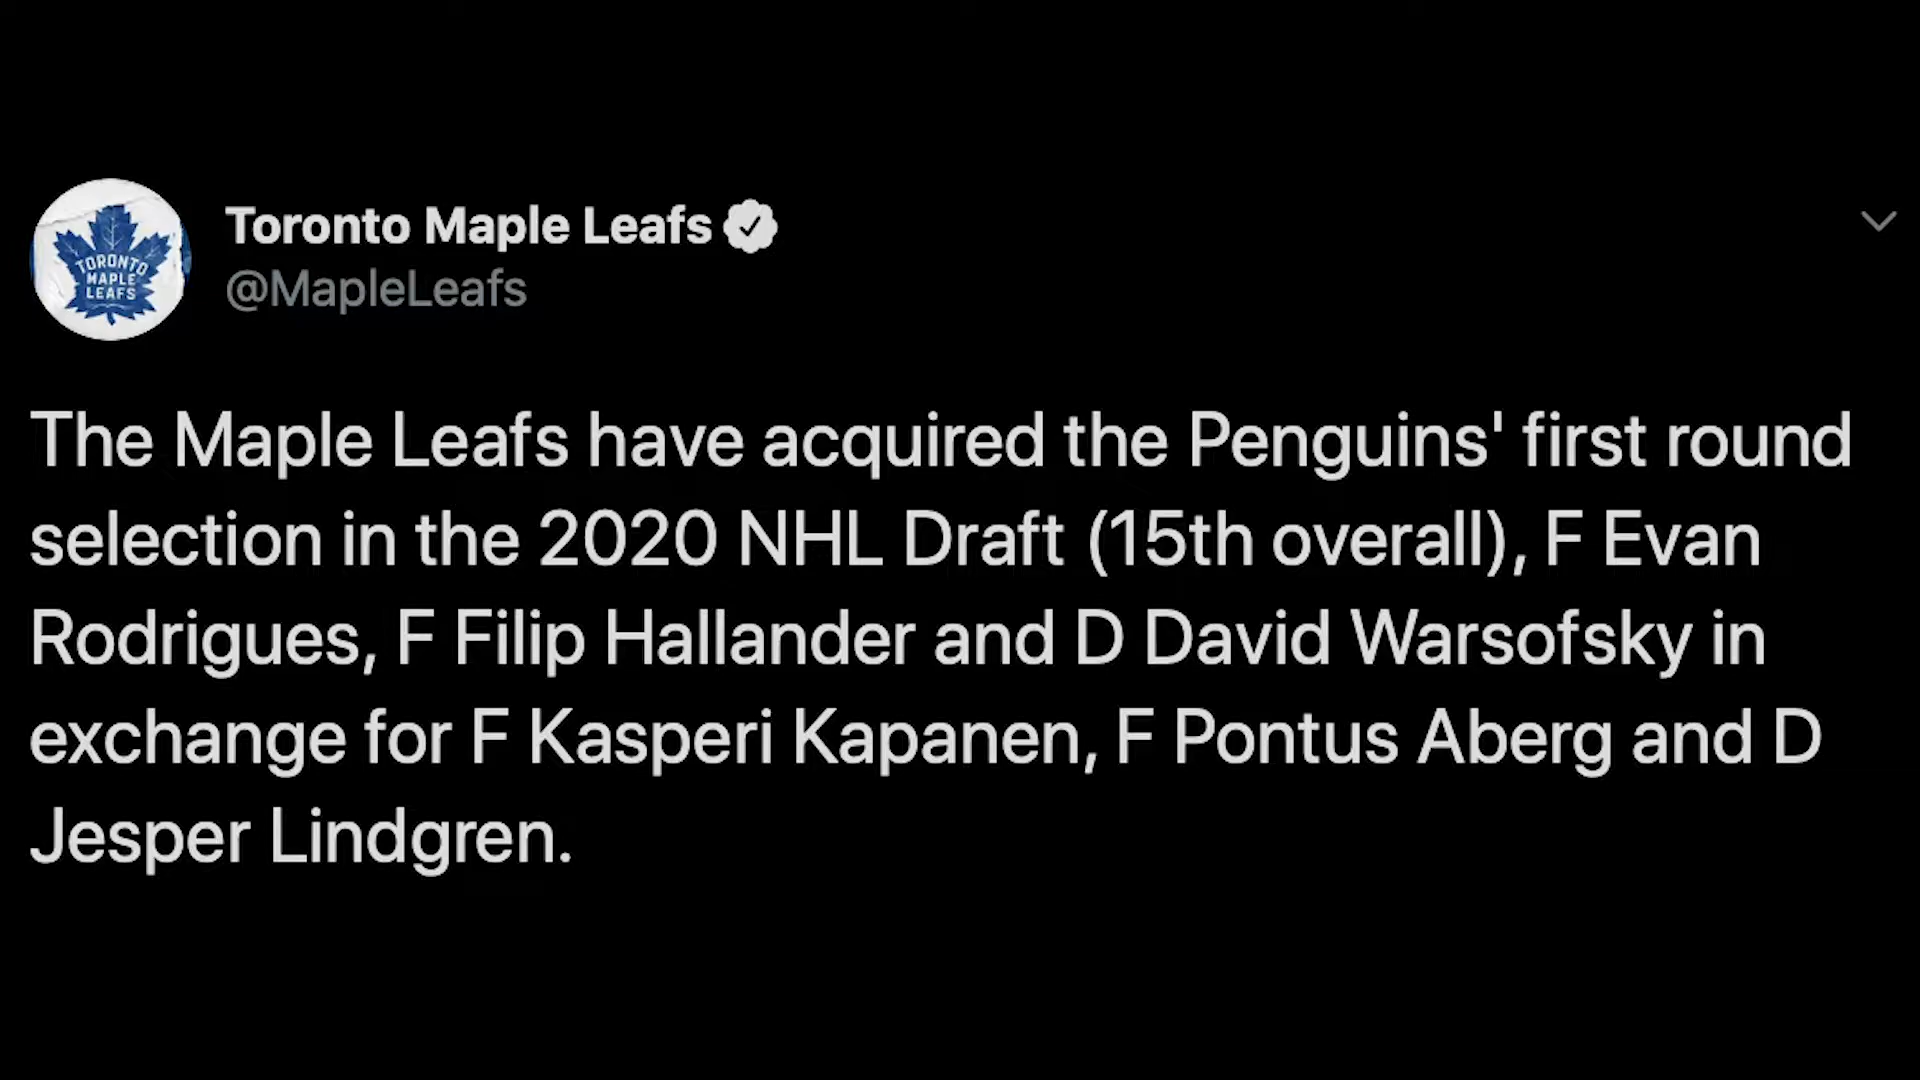 TORONTO
MAPLE
LEAFS
Toronto Maple Leafs
@MapleLeafs
The Maple Leafs have acquired the Penguins' first round
selection in the 2020 NHL Draft (15th overall), F Evan
Rodrigues, F Filip Hallander and D David Warsofsky in
exchange for F Kasperi Kapanen, F Pontus Aberg and D
Jesper Lindgren.